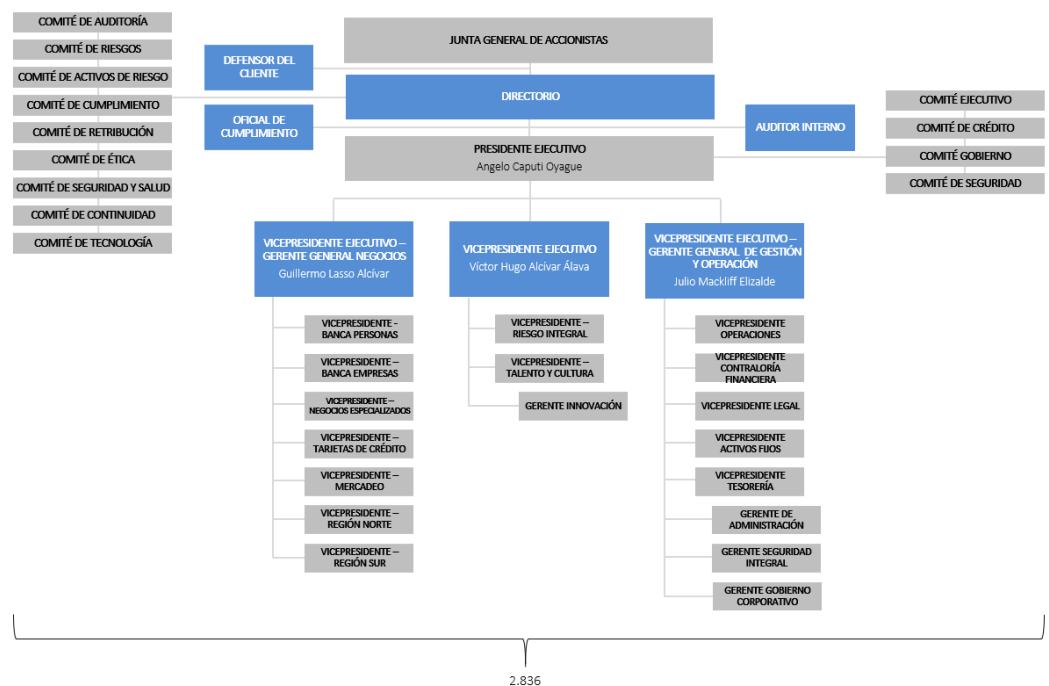 COMITÉ DE AUDITORÍA
COMITÉ DE RIESGOS
COMITÉ DE ACTIVOS DE RIESGO
COMITÉ DE CUMPLIMIENTO
COMITÉ DE RETRIBUCIÓN
COMITÉ DE ÉTICA
COMITÉ DE SEGURIDAD Y SALUD
COMITÉ DE CONTINUIDAD
COMITÉ DE TECNOLOGÍA
JUNTA GENERAL DE ACCIONISTAS
DEFENSOR DEL
CLIENTE
DIRECTORIO
OFICIAL DE
CUMPLIMIENTO
AUDITOR INTERNO
PRESIDENTE EJECUTIVO
Angelo Caputi Oyague
COMITÉ EJECUTIVO
COMITÉ DE CRÉDITO
COMITÉ GOBIERNO
COMITÉ DE SEGURIDAD
VICEPRESIDENTE EJECUTIVO –
GERENTE GENERAL NEGOCIOS
Guillermo Lasso Alcívar
VICEPRESIDENTE -
BANCA PERSONAS
VICEPRESIDENTE –
BANCA EMPRESAS
VICEPRESIDENTE –
NEGOCIOS ESPECIALIZADOS
VICEPRESIDENTE –
TARJETAS DE CRÉDITO
VICEPRESIDENTE –
MERCADEO
VICEPRESIDENTE –
REGIÓN NORTE
VICEPRESIDENTE –
REGIÓN SUR
VICEPRESIDENTE EJECUTIVO
Víctor Hugo Alcívar Álava
VICEPRESIDENTE –
RIESGO INTEGRAL
VICEPRESIDENTE –
TALENTO Y CULTURA
GERENTE INNOVACIÓN
VICEPRESIDENTE EJECUTIVO –
GERENTE GENERAL DE GESTIÓN
Y OPERACIÓN
Julio Mackliff Elizalde
VICEPRESIDENTE
OPERACIONES
VICEPRESIDENTE
CONTRALORÍA
FINANCIERA
VICEPRESIDENTE LEGAL
VICEPRESIDENTE
ACTIVOS FIJOS
VICEPRESIDENTE
TESORERÍA
GERENTE DE
ADMINISTRACIÓN
GERENTE SEGURIDAD
INTEGRAL
GERENTE GOBIERNO
CORPORATIVO
2.836